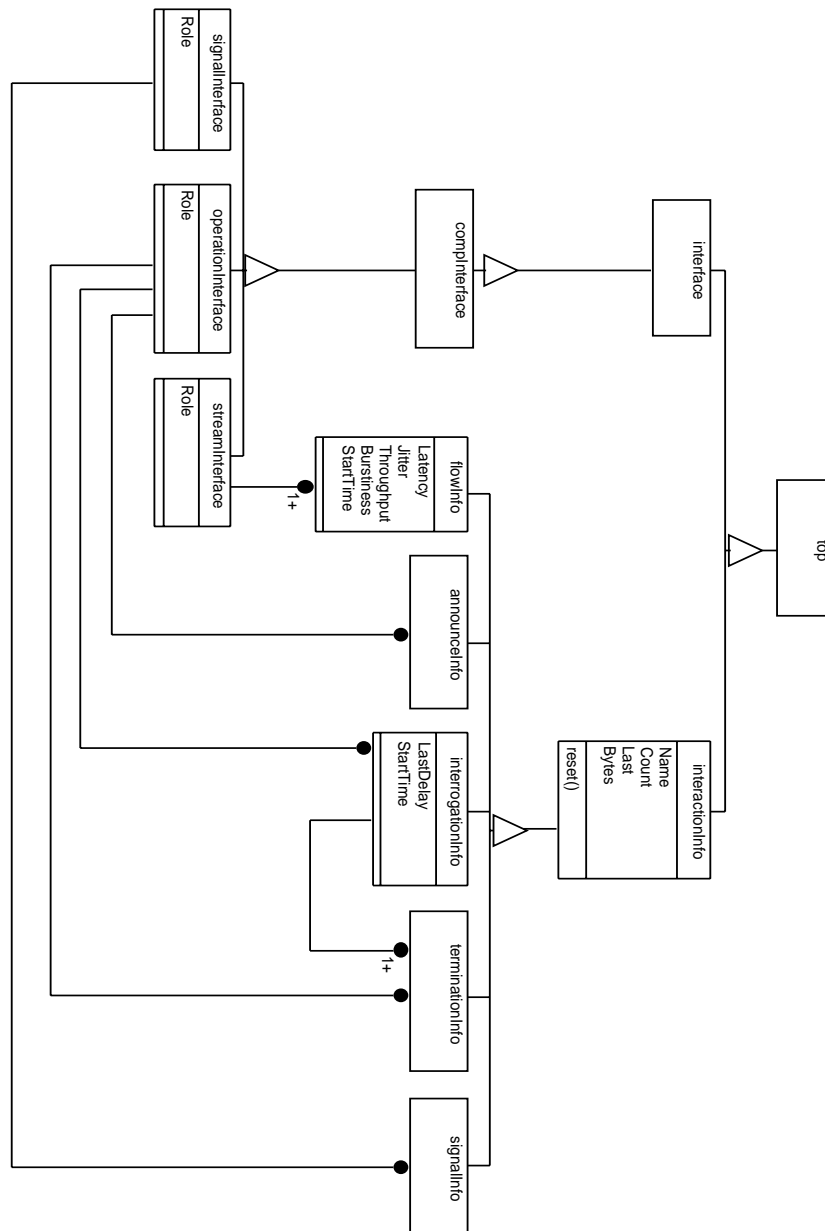 top
interface
interactionInfo
Name
Count
Last
Bytes
reset()
compInterface
flowInfo
Latency
Jitter
Throughput
Burstiness
StartTime
announceInfo
interrogationInfo
LastDelay
StartTime
terminationInfo
signalInfo
1+
1+
signalInterface
Role
operationInterface
Role
streamInterface
Role